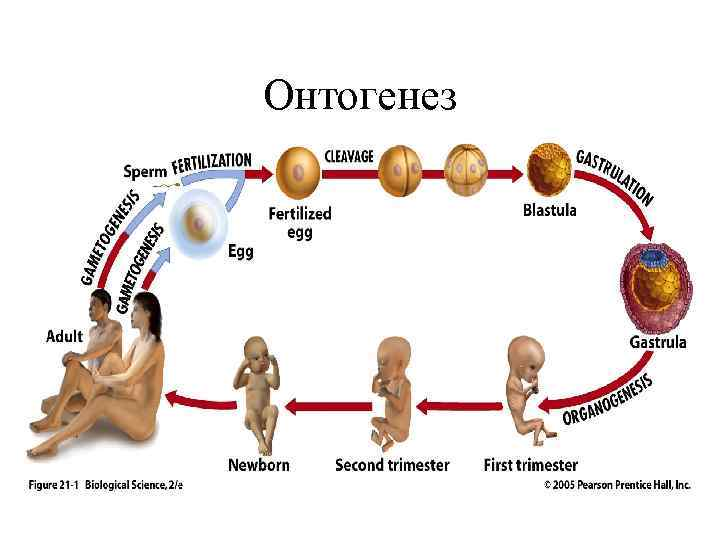 Онтогенез
Sperm
FERTILIZATION
CLEAVAGE
GASTRULATION
GAMETOGENESIS
GAMETOGENESIS
Egg
Fertilized
egg
Blastula
Adult
Gastrula
ORGANOGENESIS
Newborn
Second trimester
First trimester
Figure 21-1 Biological Science, 2/e
© 2005 Pearson Prentice Hall, Inc.